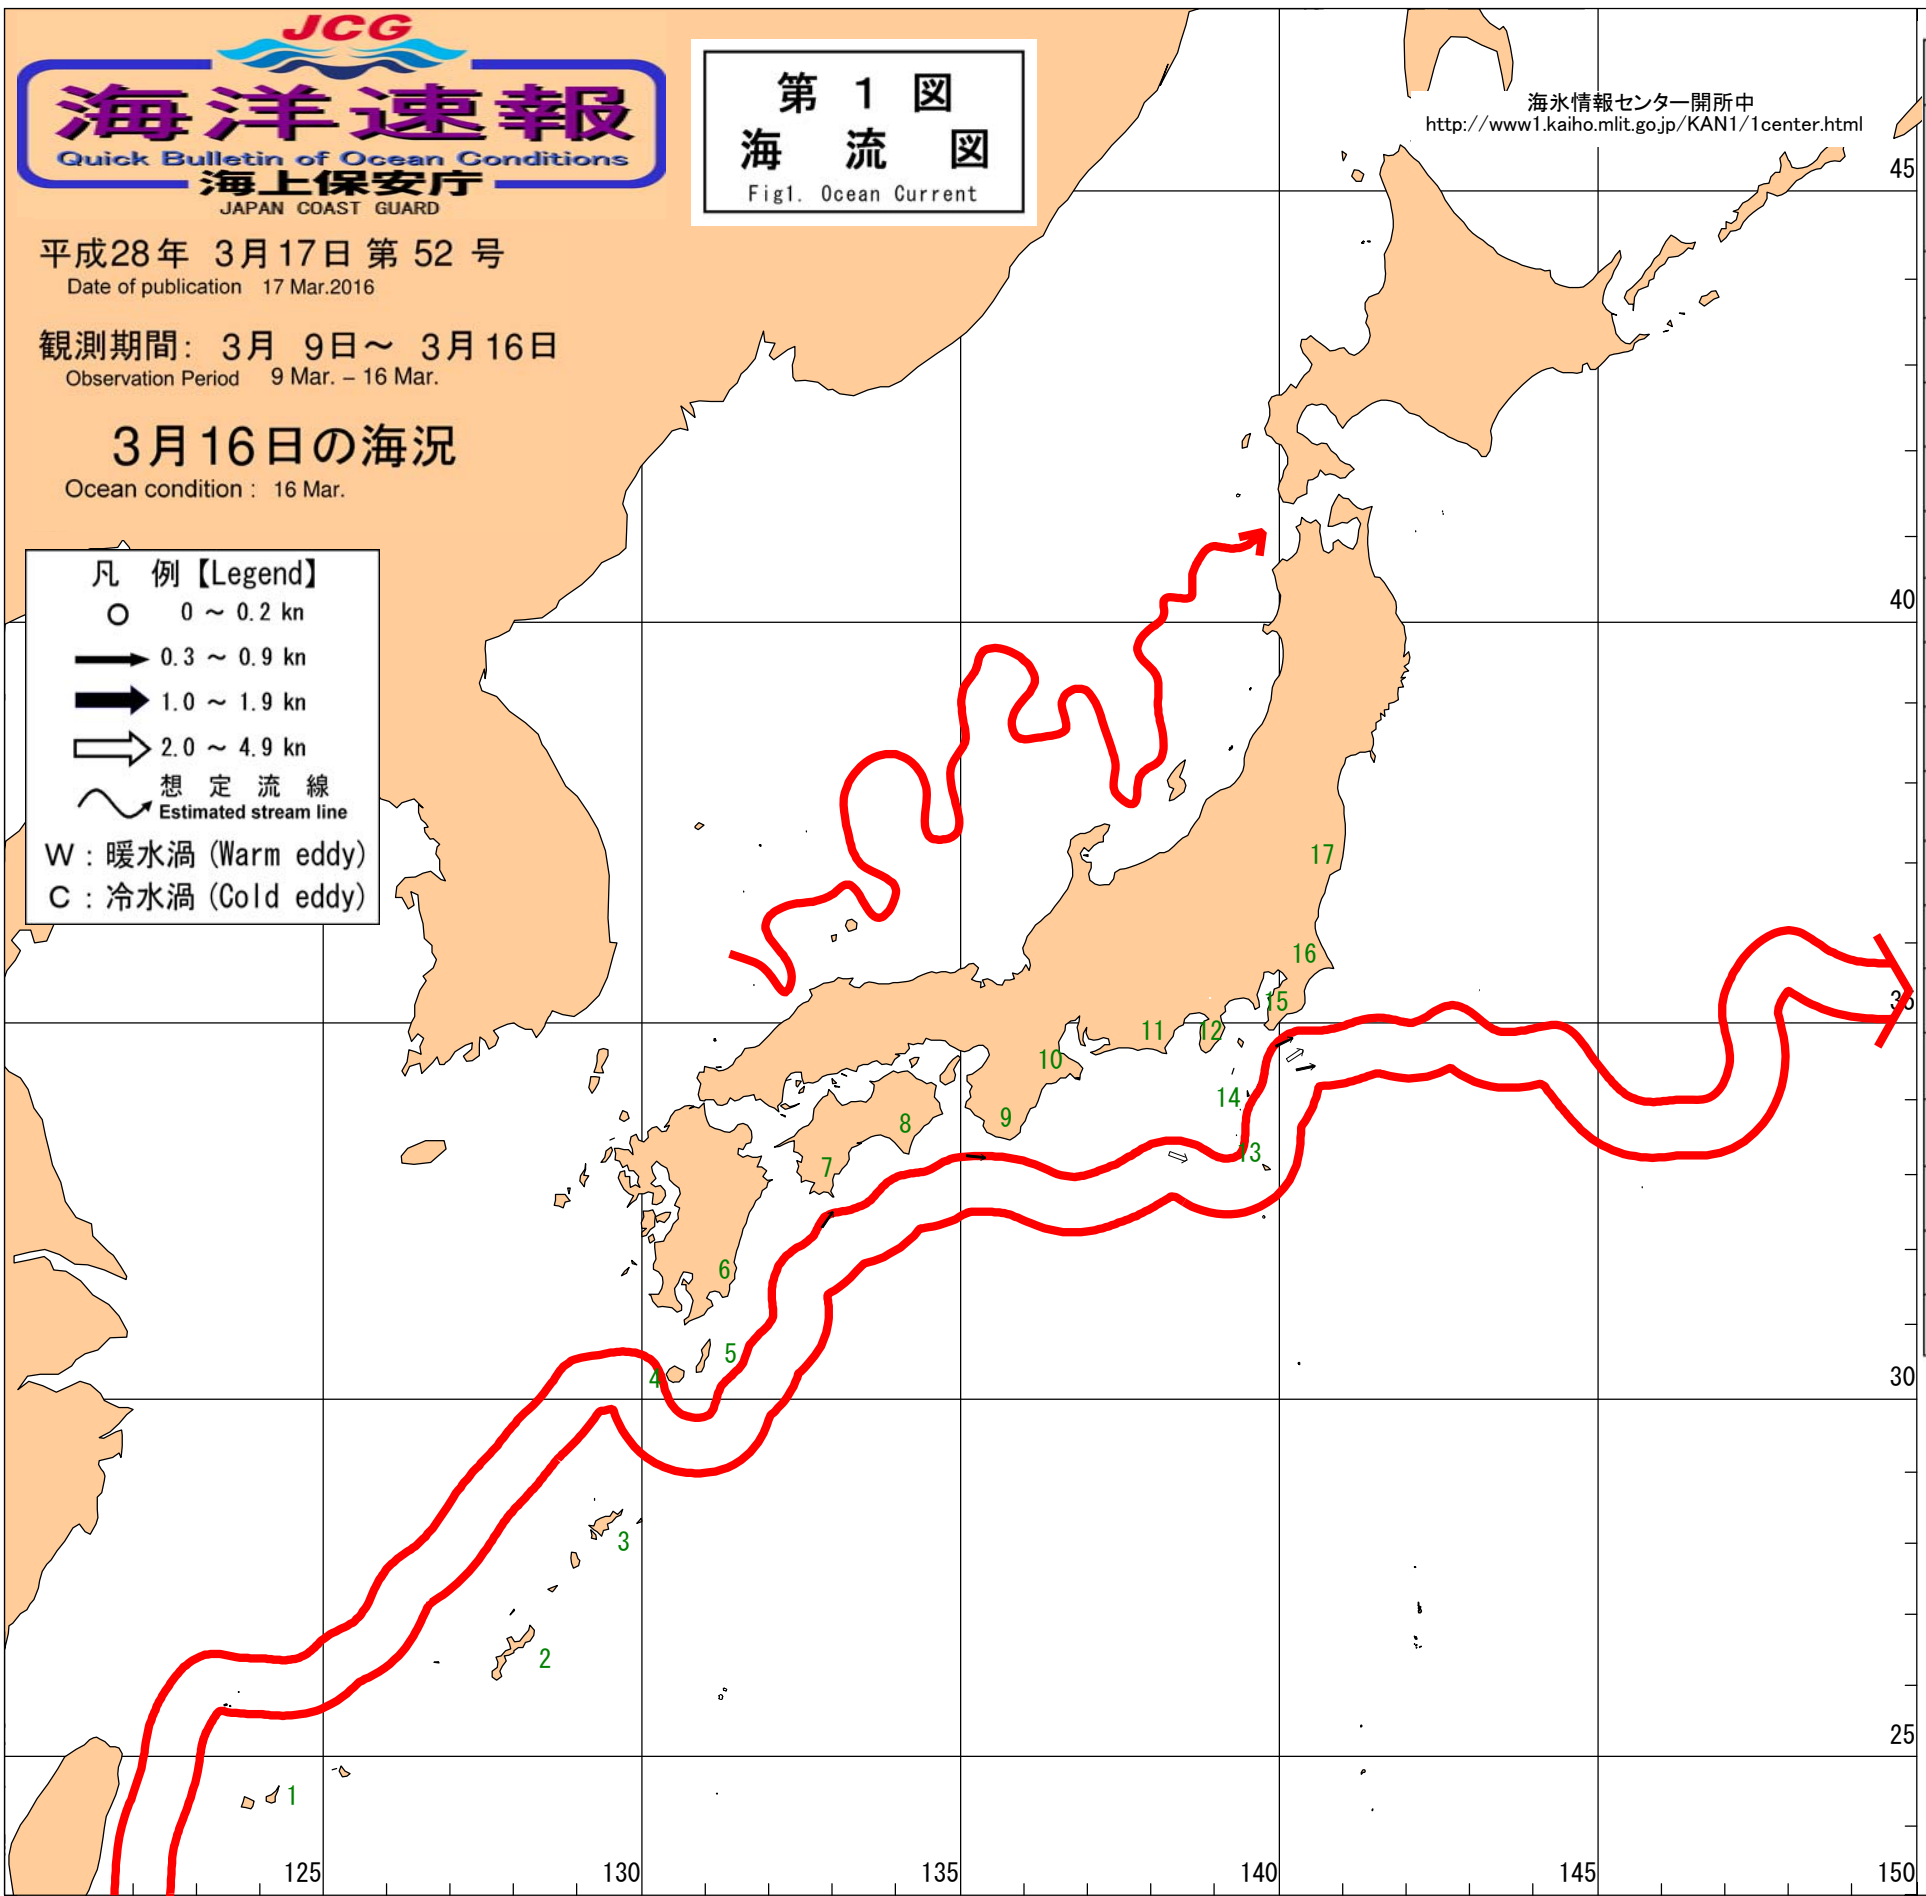 JCG
海洋速報
Quick Bulletin of Ocean Conditions
海上保安庁
JAPAN COAST GUARD
第 1 図
海 流 図
Fig1. Ocean Current
海氷情報センター開所中
http://www1.kaiho.mlit.go.jp/KAN1/1center.html
平成28年 3月17日 第 52 号
Date of publication 17 Mar.2016
観測期間: 3月 9日～ 3月16日
Observation Period 9 Mar. – 16 Mar.
3月16日の海況
Ocean condition : 16 Mar.
凡 例【Legend】
0 ～ 0.2 kn
0.3 ～ 0.9 kn
1.0 ～ 1.9 kn
2.0 ～ 4.9 kn
想 定 流 線
Estimated stream line
W : 暖水渦 (Warm eddy)
C : 冷水渦 (Cold eddy)
45
40
35
30
25
17
16
15
12
11
10
14
9
8
13
7
6
5
4
3
2
1
125
130
135
140
145
150